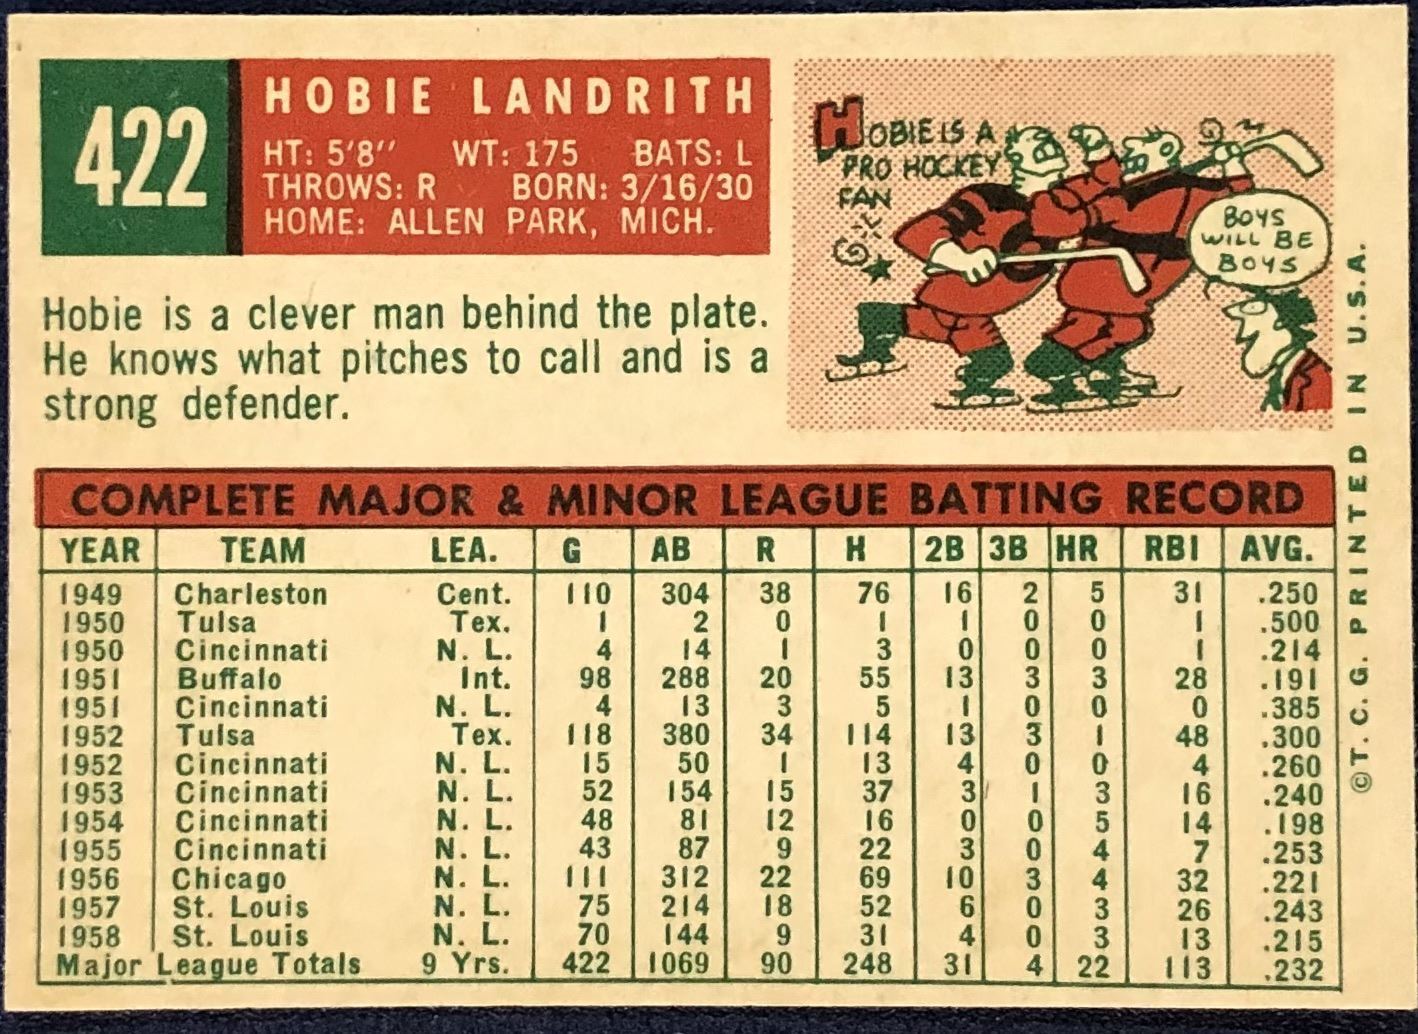 422
HOBIE LANDRITH
HT: 5'8" WT: 175 BATS: L
THROWS: R BORN: 3/16/30
HOME: ALLEN PARK, MICH.
Hobie is a clever man behind the plate.
He knows what pitches to call and is a
strong defender.
HOBIE IS A
PRO HOCKEY
FAN
BOYS
WILL BE
BOYS
COMPLETE MAJOR & MINOR LEAGUE BATTING RECORD
YEAR TEAM LEA. G AB R H 2B 3B HR RBI AVG.
1949 Charleston Cent. 110 304 38 76 16 2 5 31 .250
1950 Tulsa Tex. 1 2 0 1 1 0 0 1 .500
1950 Cincinnati N. L. 4 14 1 3 0 0 0 1 .214
1951 Buffalo Int. 98 288 20 55 13 3 3 28 .191
1951 Cincinnati N. L. 4 13 3 5 1 0 0 0 .385
1952 Tulsa Tex. 118 380 34 114 13 3 1 48 .300
1952 Cincinnati N. L. 15 50 1 13 4 0 0 4 .260
1953 Cincinnati N. L. 52 154 15 37 3 1 3 16 .240
1954 Cincinnati N. L. 48 81 12 16 0 0 5 14 .198
1955 Cincinnati N. L. 43 87 9 22 3 0 4 7 .253
1956 Chicago N. L. 111 312 22 69 10 3 4 32 .221
1957 St. Louis N. L. 75 214 18 52 6 0 3 26 .243
1958 St. Louis N. L. 70 144 9 31 4 0 3 13 .215
Major League Totals 9 Yrs. 422 1069 90 248 31 4 22 113 .232
©T. C. G. PRINTED IN U.S.A.